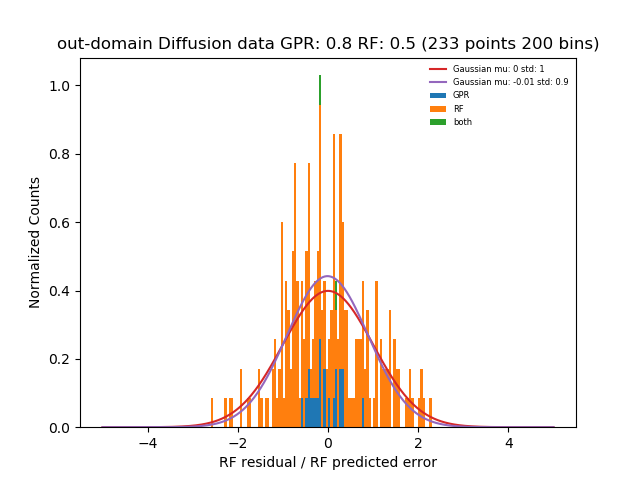 out-domain Diffusion data GPR: 0.8 RF: 0.5 (233 points 200 bins)
Gaussian mu: 0 std: 1
Gaussian mu: -0.01 std: 0.9
GPR
RF
both
Normalized Counts
1.0
0.8
0.6
0.4
0.2
0.0
−4 −2 0 2 4
RF residual / RF predicted error